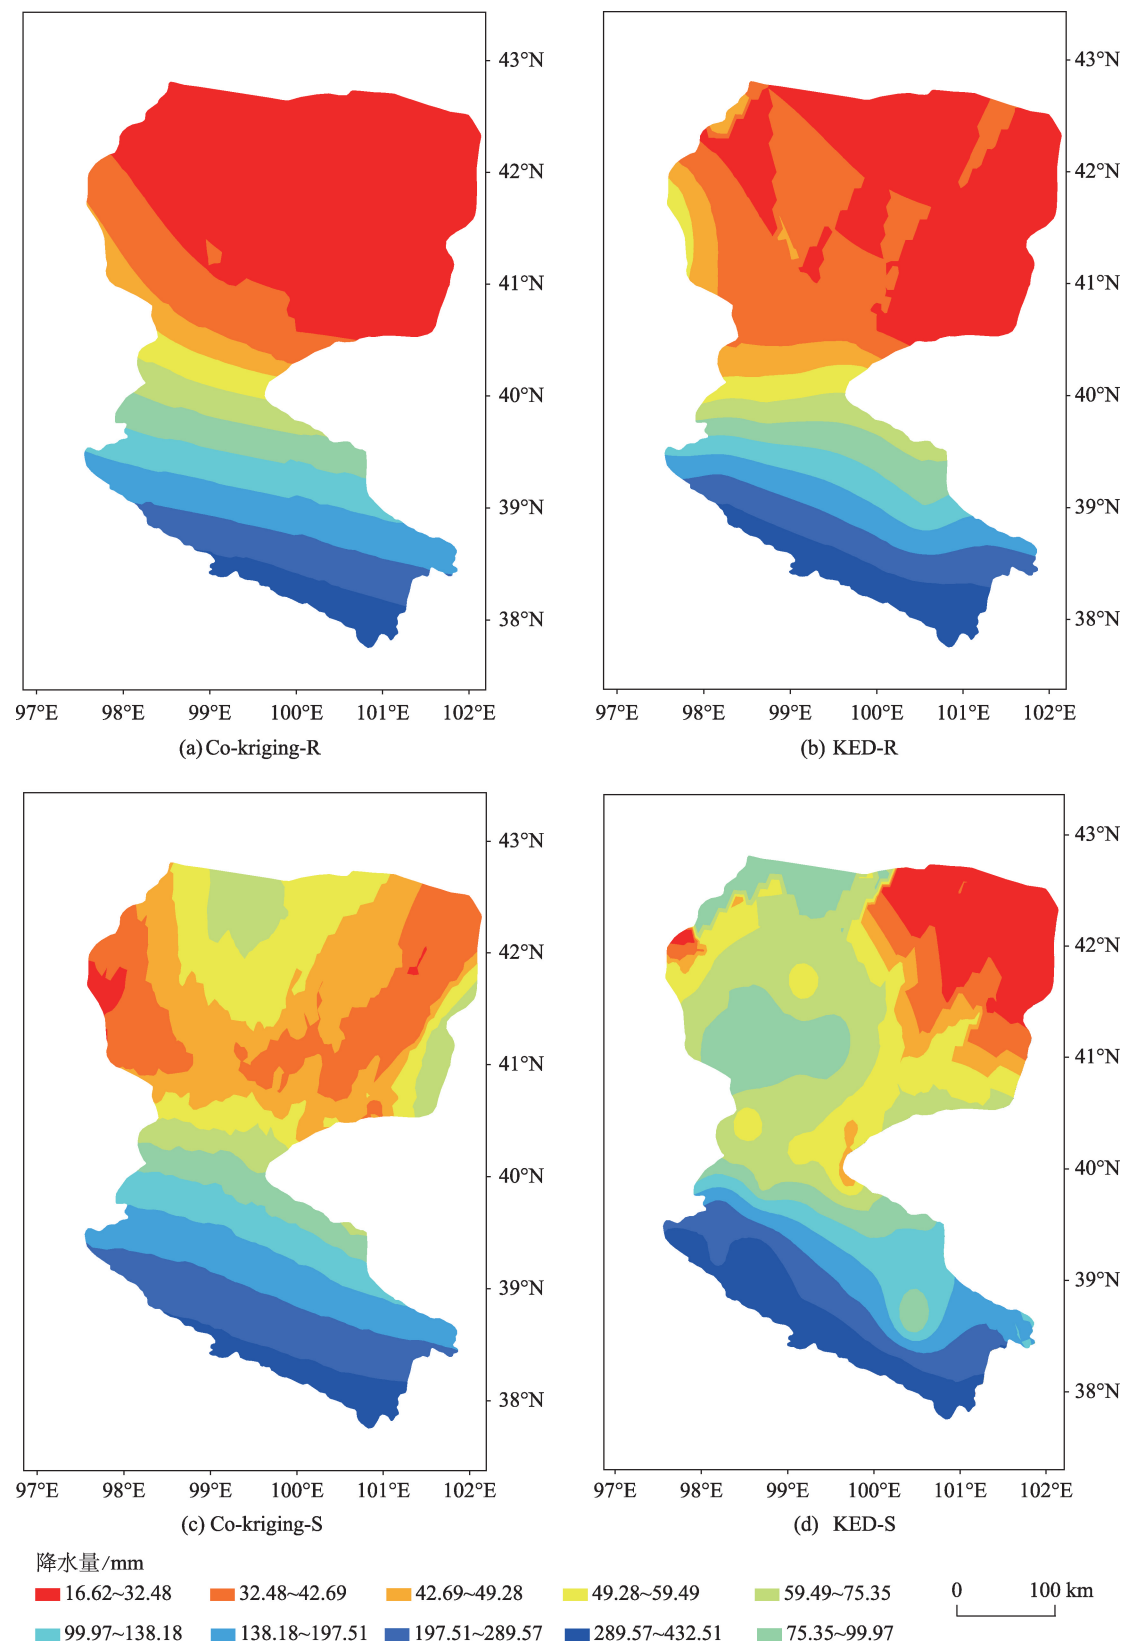 43°N
42°N
41°N
40°N
39°N
38°N
97°E 98°E 99°E 100°E 101°E 102°E
(a) Co-kriging-R
43°N
42°N
41°N
40°N
39°N
38°N
97°E 98°E 99°E 100°E 101°E 102°E
(b) KED-R
43°N
42°N
41°N
40°N
39°N
38°N
97°E 98°E 99°E 100°E 101°E 102°E
(c) Co-kriging-S
43°N
42°N
41°N
40°N
39°N
38°N
97°E 98°E 99°E 100°E 101°E 102°E
(d) KED-S
降水量/mm
16.62~32.48 32.48~42.69 42.69~49.28 49.28~59.49 59.49~75.35
99.97~138.18 138.18~197.51 197.51~289.57 289.57~432.51 75.35~99.97
0 100 km